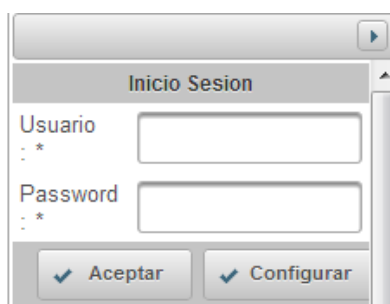 Inicio Sesion
Usuario
: *
Password
: *
Aceptar Configurar